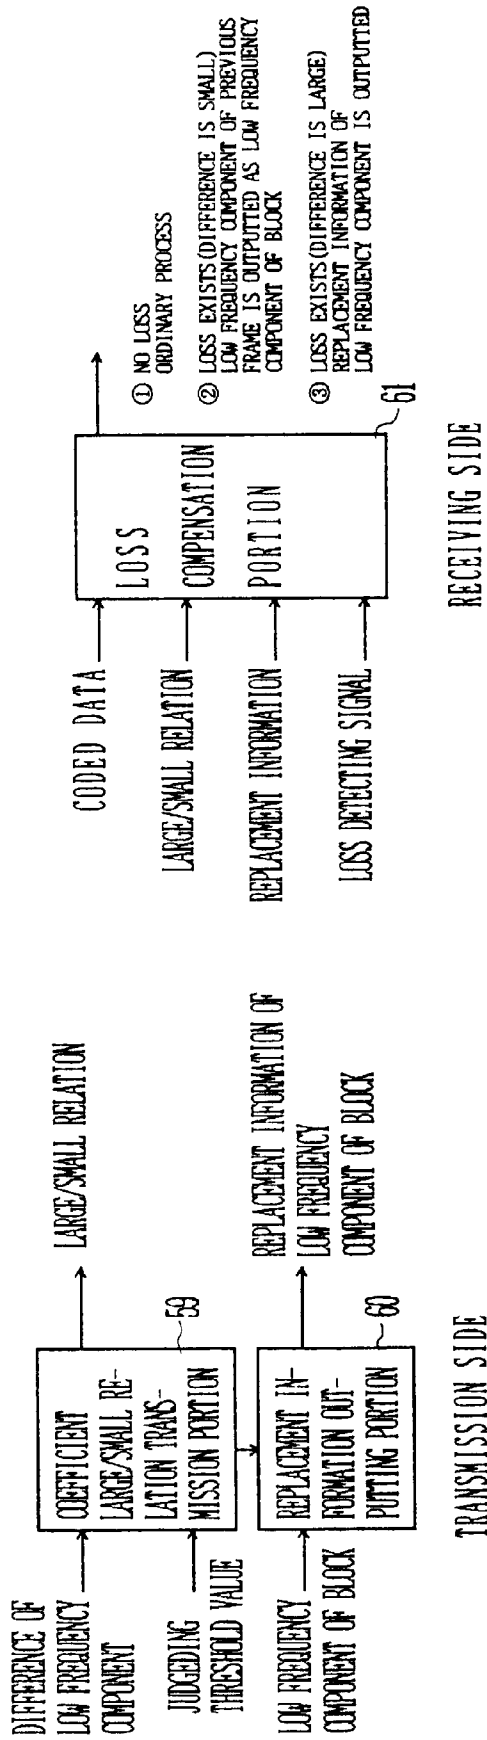 DIFFERENCE OF
LOW FREQUENCY
COMPONENT
JUDGEDING
THRESHOLD VALUE
COEFFICIENT
LARGE/SMALL RE-
LATION TRANS-
MISSION PORTION
59
LARGE/SMALL RELATION
LOW FREQUENCY
COMPONENT OF BLOCK
REPLACEMENT IN-
FORMATION OUT-
PUTTING PORTION
60
REPLACEMENT INFORMATION OF
LOW FREQUENCY
COMPONENT OF BLOCK
TRANSMISSION SIDE
CODED DATA
LARGE/SMALL RELATION
REPLACEMENT INFORMATION
LOSS DETECTING SIGNAL
LOSS
COMPENSATION
PORTION
61
① NO LOSS
ORDINARY PROCESS
② LOSS EXISTS(DIFFERENCE IS SMALL)
LOW FREQUENCY COMPONENT OF PREVIOUS
FRAME IS OUTPUTTED AS LOW FREQUENCY
COMPONENT OF BLOCK
③ LOSS EXISTS(DIFFERENCE IS LARGE)
REPLACEMENT INFORMATION OF
LOW FREQUENCY COMPONENT IS OUTPUTTED
RECEIVING SIDE